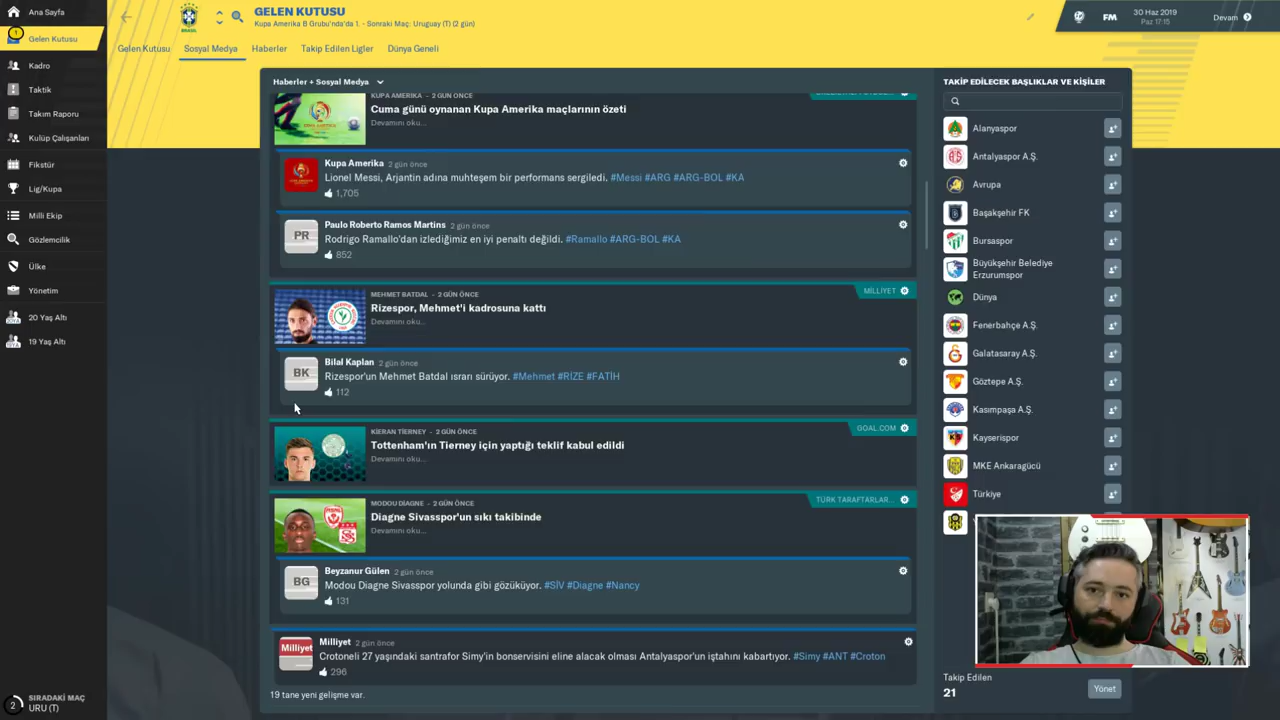 Ana Sayfa
1
Gelen Kutusu
Kadro
Taktik
Takım Raporu
Kulüp Çalışanları
Fikstür
Lig/Kupa
Milli Ekip
Gözlemcilik
Ülke
Yönetim
20 Yaş Altı
19 Yaş Altı
2
SIRADAKİ MAÇ
URU (T)
BRASIL
GELEN KUTUSU
Kupa Amerika B Grubu'nda'da 1. - Sonraki Maç: Uruguay (T) (2 gün)
FM
30 Haz 2019
Paz 17:15
Devam
Gelen Kutusu
Sosyal Medya
Haberler
Takip Edilen Ligler
Dünya Geneli
Haberler + Sosyal Medya
KUPA AMERİKA - 2 GÜN ÖNCE
Cuma günü oynanan Kupa Amerika maçlarının özeti
Devamını oku...
Kupa Amerika 2 gün önce
Lionel Messi, Arjantin adına muhteşem bir performans sergiledi. #Messi #ARG #ARG-BOL #KA
1,705
PR
Paulo Roberto Ramos Martins 2 gün önce
Rodrigo Ramallo'dan izlediğimiz en iyi penaltı değildi. #Ramallo #ARG-BOL #KA
852
MEHMET BATDAL - 2 GÜN ÖNCE
MİLLİYET
Rizespor, Mehmet'i kadrosuna kattı
Devamını oku...
BK
Bilal Kaplan 2 gün önce
Rizespor'un Mehmet Batdal ısrarı sürüyor. #Mehmet #RIZE #FATİH
112
KIERAN TIERNEY - 2 GÜN ÖNCE
GOAL.COM
Tottenham'ın Tierney için yaptığı teklif kabul edildi
Devamını oku...
MODOU DIAGNE - 2 GÜN ÖNCE
TÜRK TARAFTARLAR...
Diagne Sivasspor'un sıkı takibinde
Devamını oku...
BG
Beyzanur Gülen 2 gün önce
Modou Diagne Sivasspor yolunda gibi gözüküyor. #SİV #Diagne #Nancy
131
Milliyet
Milliyet 2 gün önce
Crotoneli 27 yaşındaki santrafor Simy'in bonservisini eline alacak olması Antalyaspor'un iştahını kabartıyor. #Simy #ANT #Croton
296
19 tane yeni gelişme var.
TAKİP EDİLECEK BAŞLIKLAR VE KİŞİLER
Alanyaspor
Antalyaspor A.Ş.
Avrupa
Başakşehir FK
Bursaspor
Büyükşehir Belediye
Erzurumspor
Dünya
Fenerbahçe A.Ş.
Galatasaray A.Ş.
Göztepe A.Ş.
Kasımpaşa A.Ş.
Kayserispor
MKE Ankaragücü
Türkiye
Takip Edilen
21
Yönet